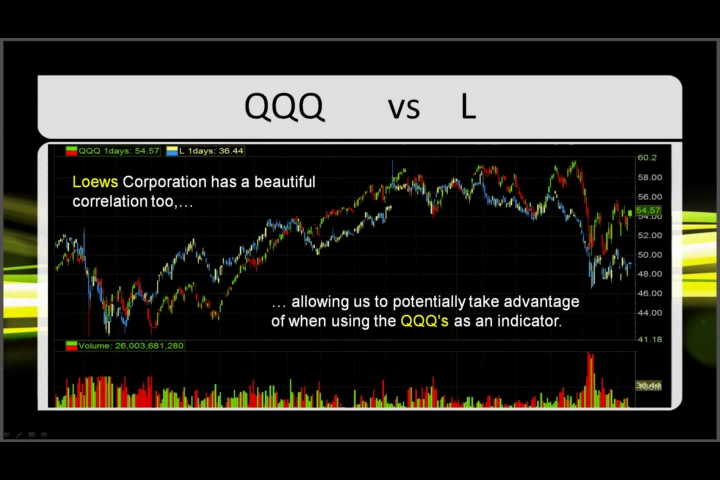 QQQ vs L
QQQ 1days: 54.57 L 1days: 36.44
60.2
Loews Corporation has a beautiful
correlation too,...
58.00
56.00
54.57
54.00
52.00
50.00
48.00
46.00
... allowing us to potentially take advantage
of when using the QQQ's as an indicator.
44.00
41.18
Volume: 26,003,681,280
36.44